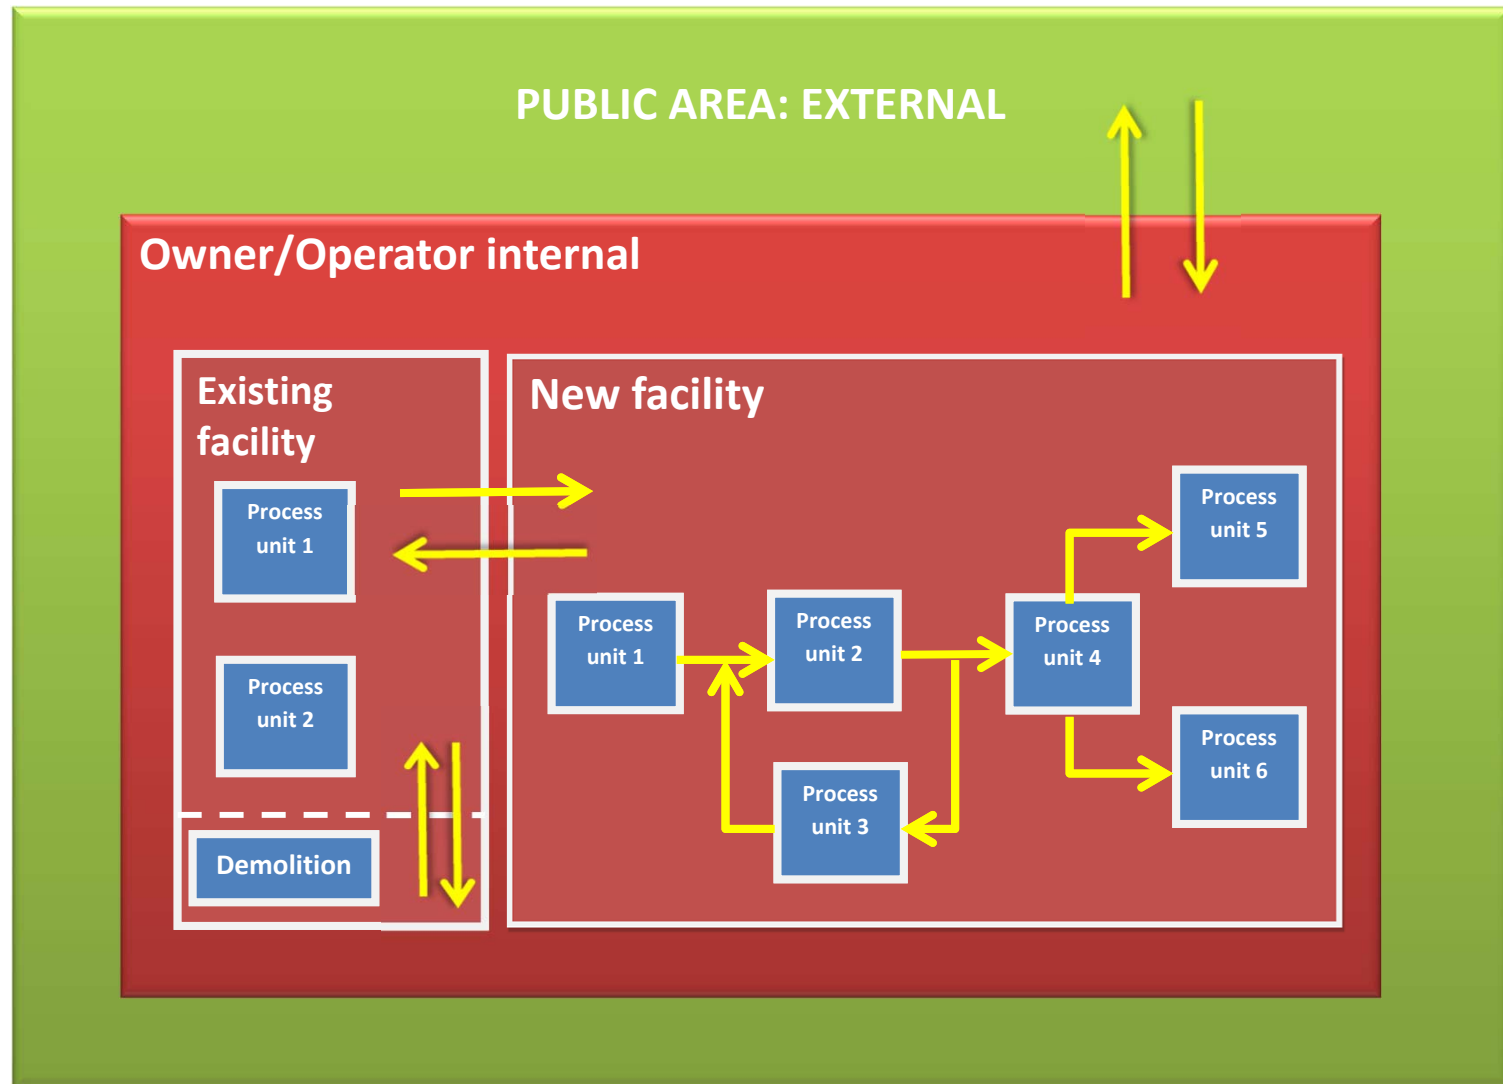 PUBLIC AREA: EXTERNAL
Owner/Operator internal
Existing
facility
Process
unit 1
Process
unit 2
Demolition
New facility
Process
unit 1
Process
unit 2
Process
unit 3
Process
unit 4
Process
unit 5
Process
unit 6